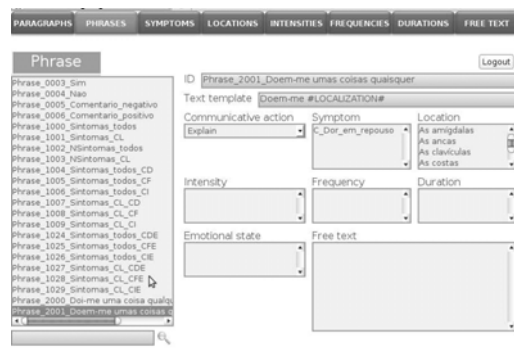 PARAGRAPHS PHRASES SYMPTOMS LOCATIONS INTENSITIES FREQUENCIES DURATIONS FREE TEXT
Phrase
Logout
Phrase_0003_Sim
Phrase_0004_Nao
Phrase_0005_Comentario_negativo
Phrase_0006_Comentario_positivo
Phrase_1000_Sintomas_todos
Phrase_1001_Sintomas_CL
Phrase_1002_NSintomas_todos
Phrase_1003_NSintomas_CL
Phrase_1004_Sintomas_todos_CD
Phrase_1005_Sintomas_todos_CF
Phrase_1006_Sintomas_todos_CI
Phrase_1007_Sintomas_CL_CD
Phrase_1008_Sintomas_CL_CF
Phrase_1009_Sintomas_CL_CI
Phrase_1024_Sintomas_todos_CDE
Phrase_1025_Sintomas_todos_CFE
Phrase_1026_Sintomas_todos_CIE
Phrase_1027_Sintomas_CL_CDE
Phrase_1028_Sintomas_CL_CFE
Phrase_1029_Sintomas_CL_CIE
Phrase_2000_Doi-me uma coisa qualqu
Phrase_2001_Doem-me umas coisas q
ID Phrase_2001_Doem-me umas coisas quaisquer
Text template Doem-me #LOCALIZATION#
Communicative action
Explain
Symptom
C_Dor_em_repouso
Location
As amígdalas
As ancas
As clavículas
As costas
Intensity
Frequency
Duration
Emotional state
Free text